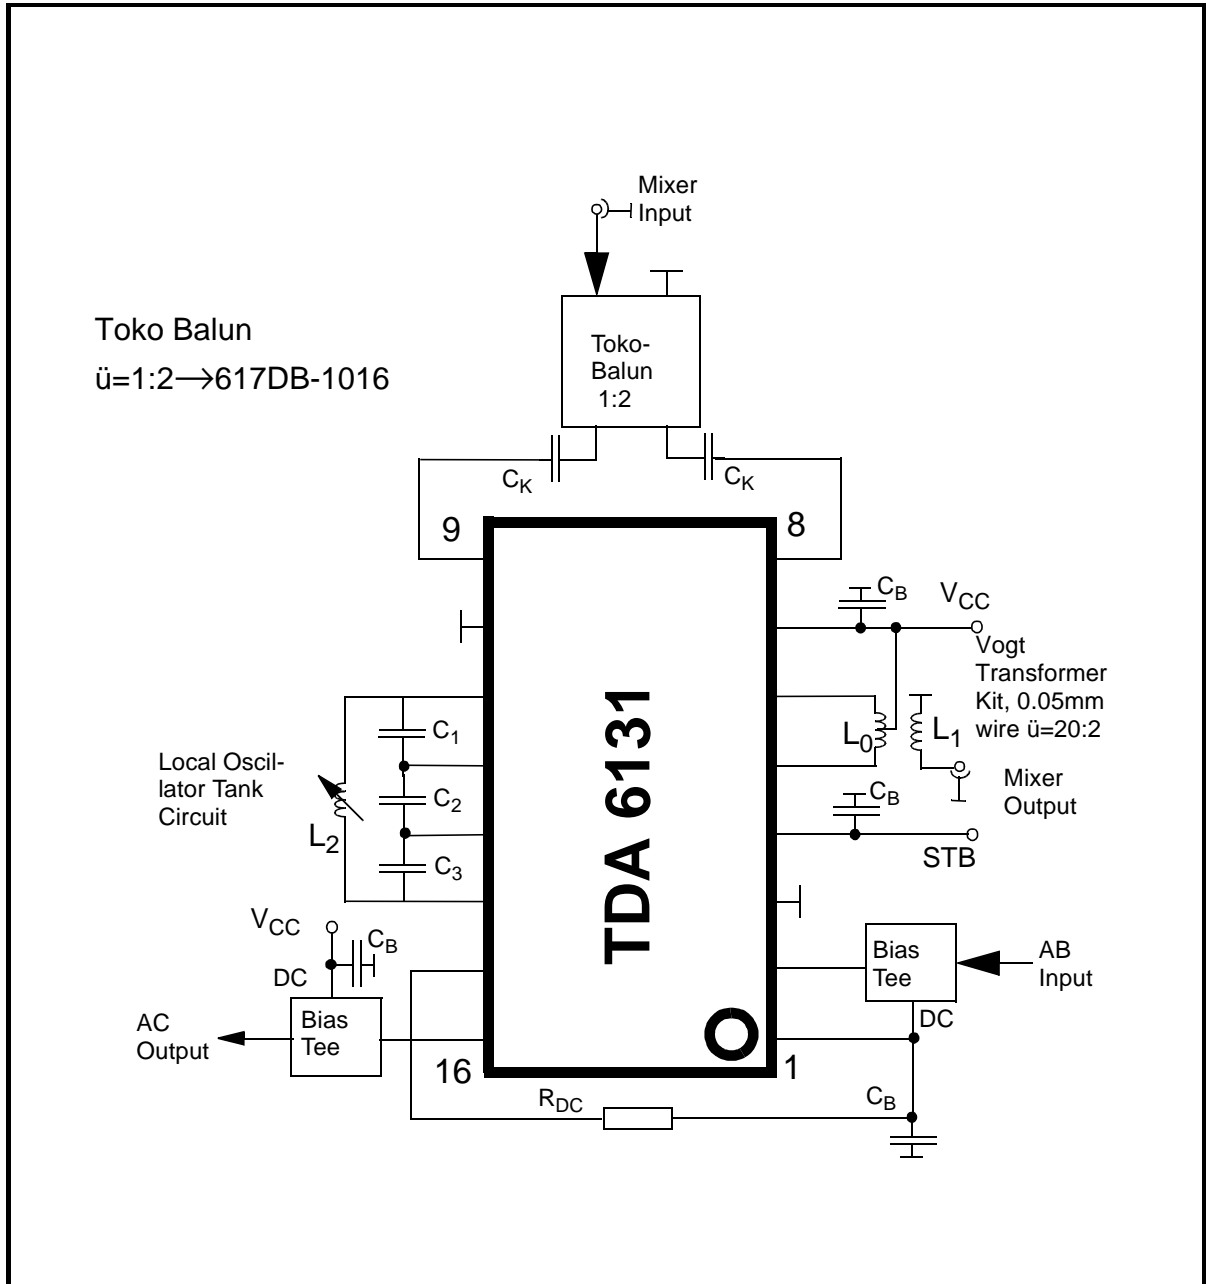 Mixer
Input
Toko Balun
ü=1:2→617DB-1016
Toko-
Balun
1:2
CK
CK
9
8
CB
VCC
Vogt
Transformer
Kit, 0.05mm
wire ü=20:2
L0
L1
Mixer
Output
C1
C2
C3
Local Oscil-
lator Tank
Circuit
L2
TDA 6131
CB
STB
VCC
CB
DC
Bias
Tee
AC
Output
16
Bias
Tee
AB
Input
DC
1
RDC
CB